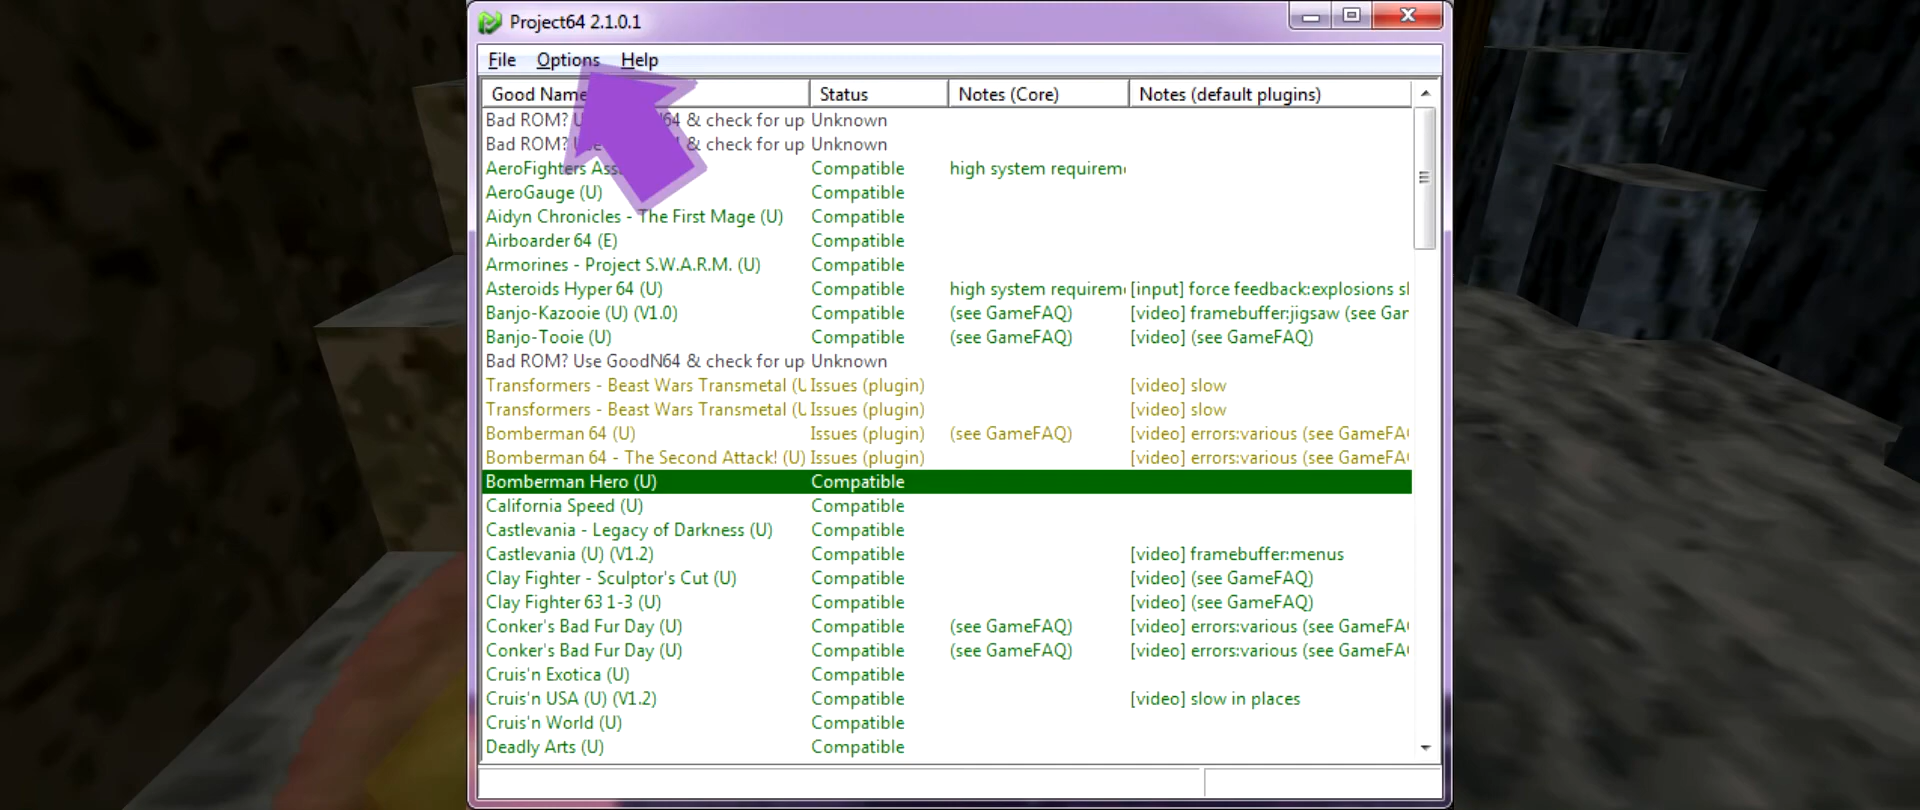 Project64 2.1.0.1
File Options Help
Good Name Status Notes (Core) Notes (default plugins)
Bad ROM? 64 & check for up Unknown
Bad ROM? & check for up Unknown
AeroFighters Ass Compatible high system requirem
AeroGauge (U) Compatible
Aidyn Chronicles - The First Mage (U) Compatible
Airboarder 64 (E) Compatible
Armorines - Project S.W.A.R.M. (U) Compatible
Asteroids Hyper 64 (U) Compatible high system requirem [input] force feedback:explosions sl
Banjo-Kazooie (U) (V1.0) Compatible (see GameFAQ) [video] framebuffer:jigsaw (see Gar
Banjo-Tooie (U) Compatible (see GameFAQ) [video] (see GameFAQ)
Bad ROM? Use GoodN64 & check for up Unknown
Transformers - Beast Wars Transmetal (U Issues (plugin) [video] slow
Transformers - Beast Wars Transmetal (U Issues (plugin) [video] slow
Bomberman 64 (U) Issues (plugin) (see GameFAQ) [video] errors:various (see GameFA
Bomberman 64 - The Second Attack! (U) Issues (plugin) [video] errors:various (see GameFA
Bomberman Hero (U) Compatible
California Speed (U) Compatible
Castlevania - Legacy of Darkness (U) Compatible
Castlevania (U) (V1.2) Compatible [video] framebuffer:menus
Clay Fighter - Sculptor's Cut (U) Compatible [video] (see GameFAQ)
Clay Fighter 63 1-3 (U) Compatible [video] (see GameFAQ)
Conker's Bad Fur Day (U) Compatible (see GameFAQ) [video] errors:various (see GameFA
Conker's Bad Fur Day (U) Compatible (see GameFAQ) [video] errors:various (see GameFA
Cruis'n Exotica (U) Compatible
Cruis'n USA (U) (V1.2) Compatible [video] slow in places
Cruis'n World (U) Compatible
Deadly Arts (U) Compatible